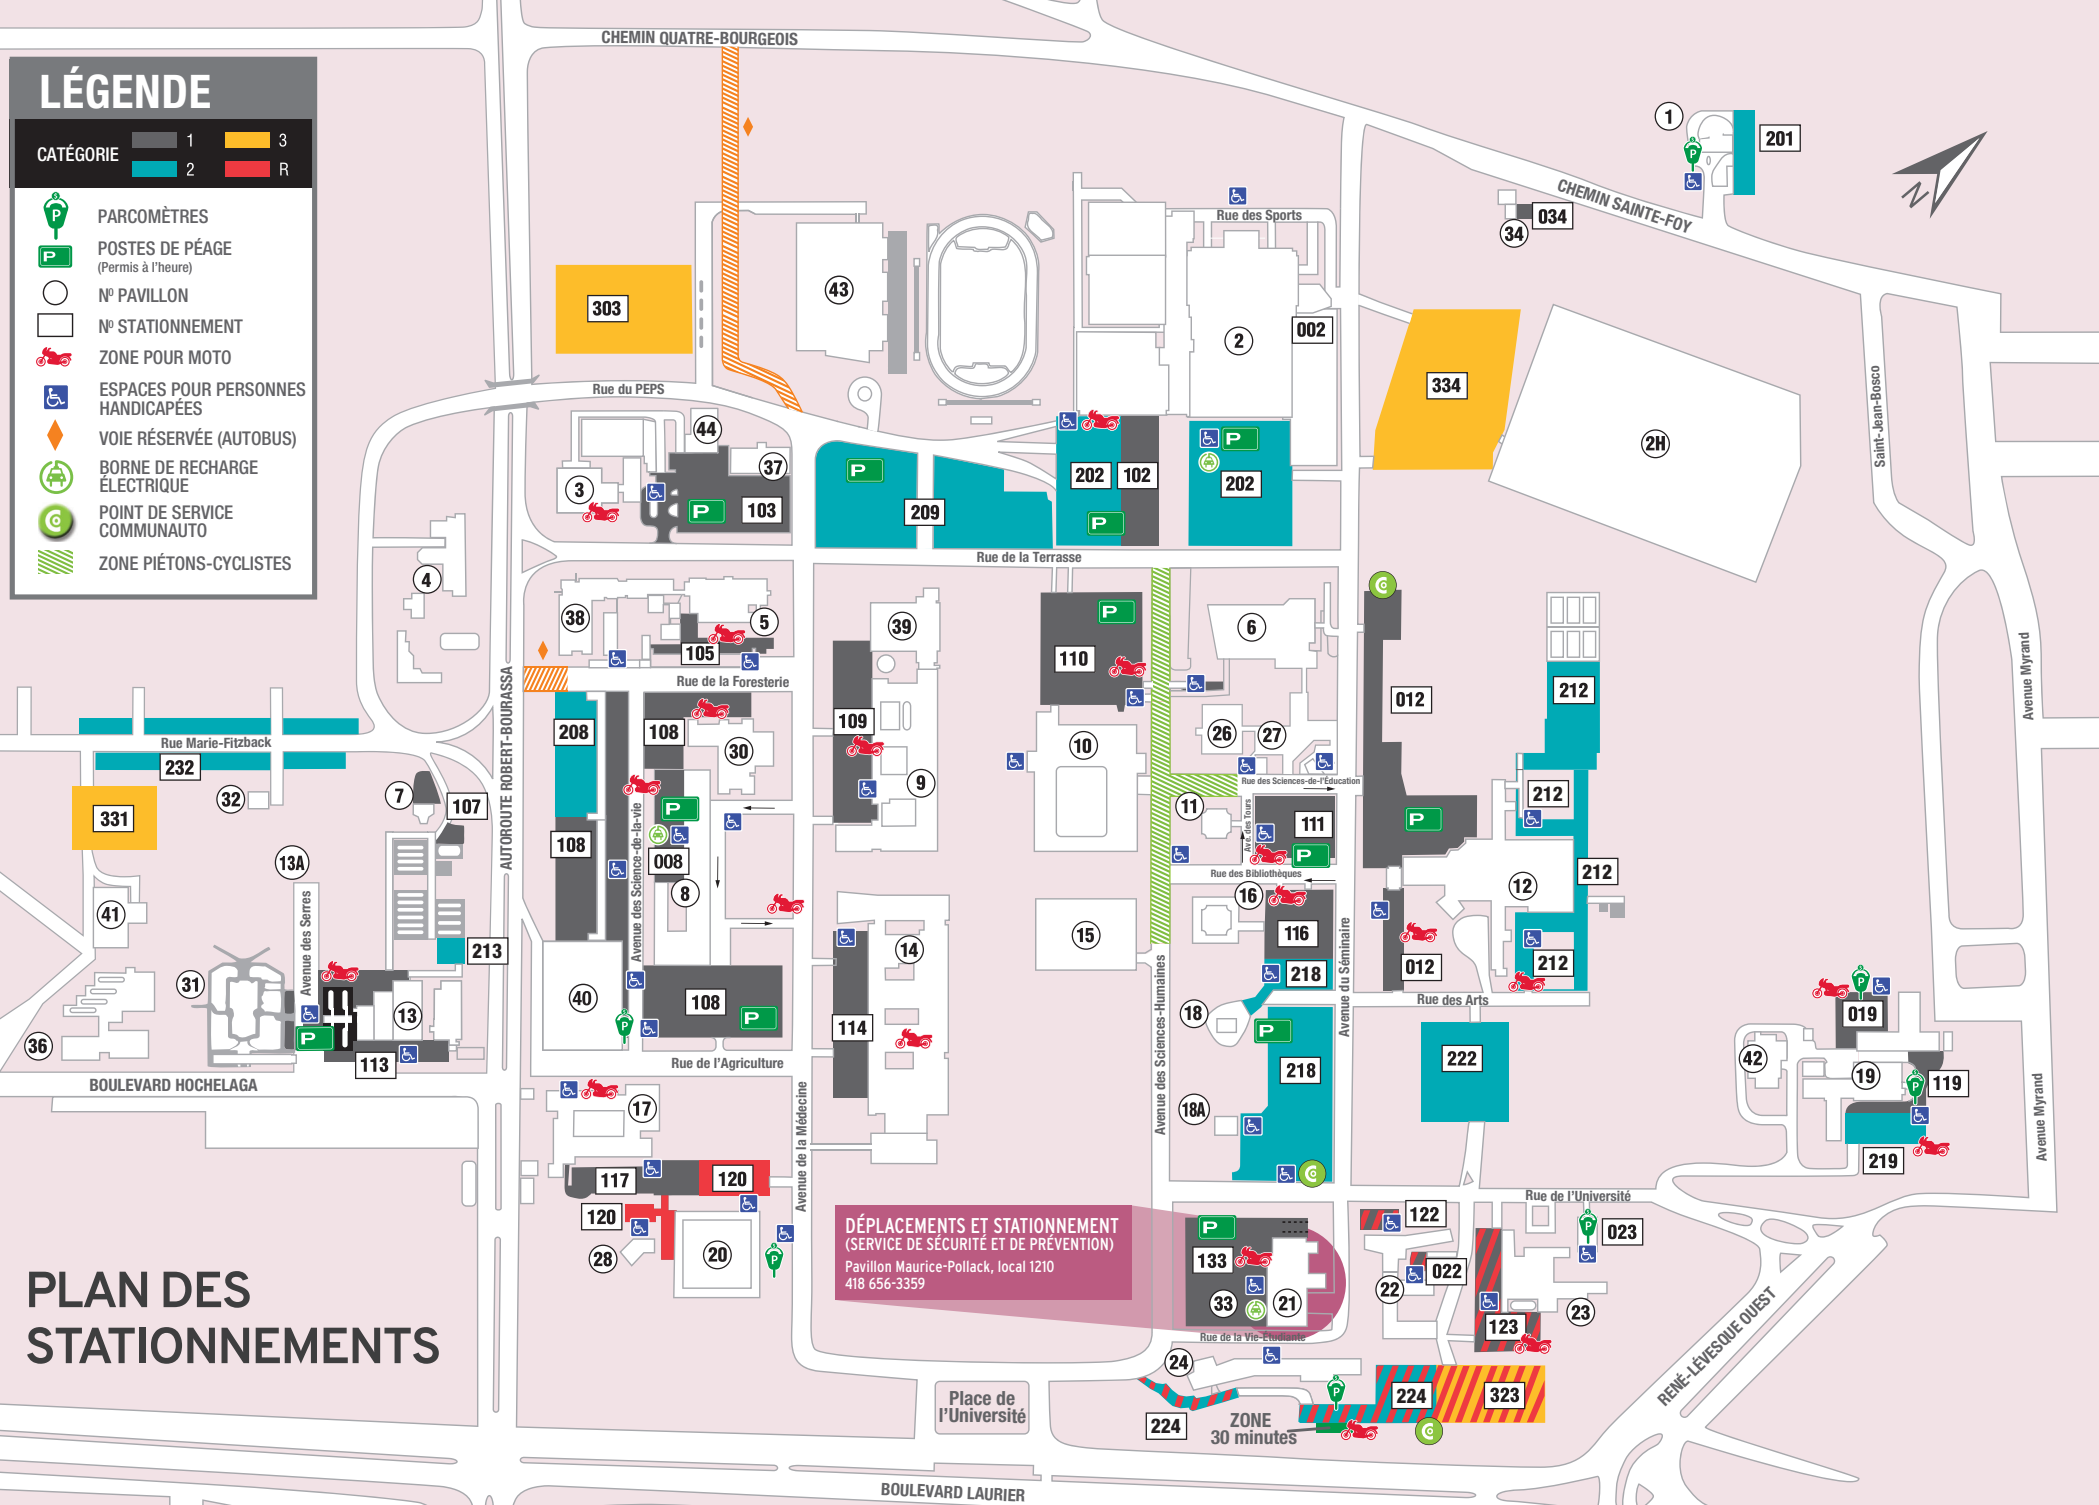 LÉGENDE
CATÉGORIE
1
3
2
R
PARCOMÈTRES
POSTES DE PÉAGE
(Permis à l'heure)
Nº PAVILLON
Nº STATIONNEMENT
ZONE POUR MOTO
ESPACES POUR PERSONNES
HANDICAPÉES
VOIE RÉSERVÉE (AUTOBUS)
BORNE DE RECHARGE
ÉLECTRIQUE
POINT DE SERVICE
COMMUNAUTO
ZONE PIÉTONS-CYCLISTES
CHEMIN QUATRE-BOURGEOIS
1
201
CHEMIN SAINTE-FOY
034
34
N
Rue des Sports
303
43
2
002
334
2H
Saint-Jean-Bosco
Rue du PEPS
44
37
3
P
103
P
209
202
102
P
P
202
Rue de la Terrasse
4
38
5
105
39
P
110
6
Rue de la Foresterie
AUTOROUTE ROBERT-BOURASSA
Avenue Myrand
012
212
208
108
30
109
10
26
27
Rue Marie-Fitzback
232
32
7
107
331
9
Rue des Sciences-de-l'Éducation
11
Ave. des Tours
111
P
P
212
P
108
008
8
Avenue des Science-de-la-vie
13A
Rue des Bibliothèques
212
12
16
116
41
Avenue des Serres
213
14
15
218
012
212
Avenue du Séminaire
Rue des Arts
31
13
P
113
36
40
108
P
114
18
P
218
222
019
42
19
119
219
Rue de l'Agriculture
BOULEVARD HOCHELAGA
17
18A
Avenue des Sciences-Humaines
Avenue de la Médecine
Avenue Myrand
117
120
120
28
20
Rue de l'Université
DÉPLACEMENTS ET STATIONNEMENT
(SERVICE DE SÉCURITÉ ET DE PRÉVENTION)
Pavillon Maurice-Pollack, local 1210
418 656-3359
P
133
33
21
122
022
22
123
23
023
Rue de la Vie-Étudiante
PLAN DES
STATIONNEMENTS
24
224
224
323
ZONE
30 minutes
RENÉ-LÉVESQUE OUEST
Place de
l'Université
BOULEVARD LAURIER